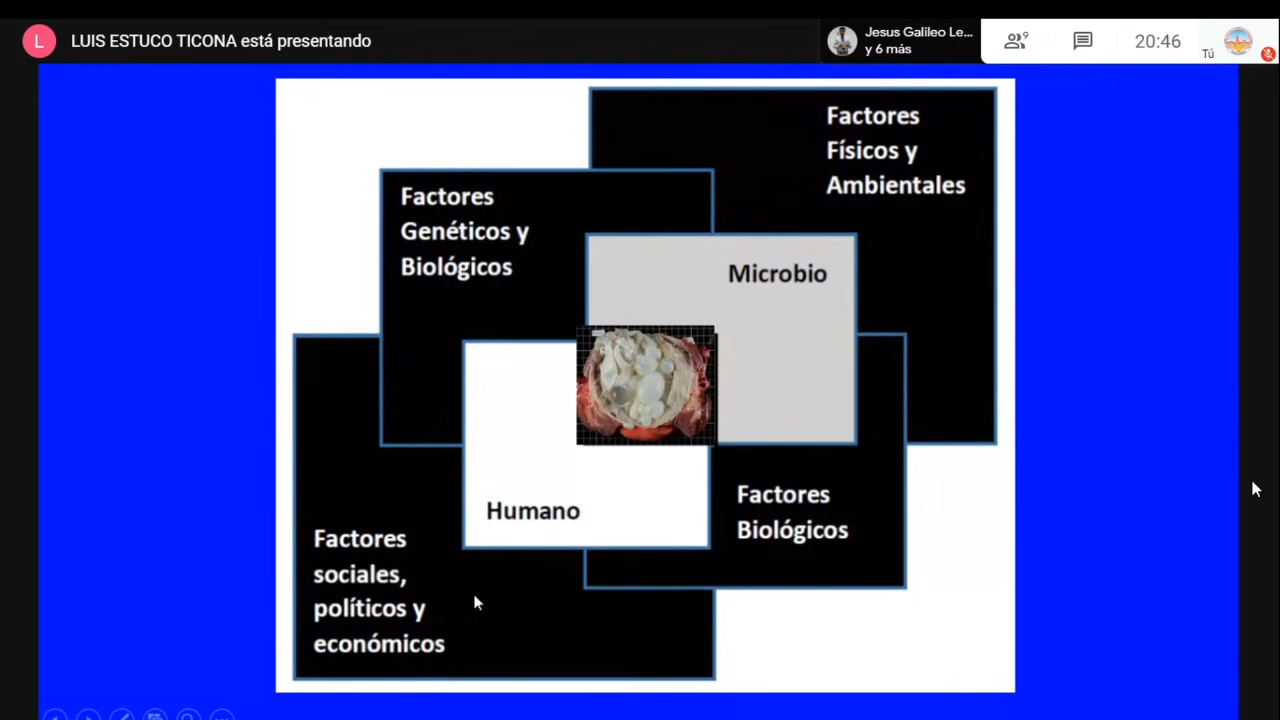 L
LUIS ESTUCO TICONA está presentando
Jesus Galileo Le...
y 6 más
9
20:46
Tú
Factores
Físicos y
Ambientales
Factores
Genéticos y
Biológicos
Microbio
Humano
Factores
Biológicos
Factores
sociales,
políticos y
económicos